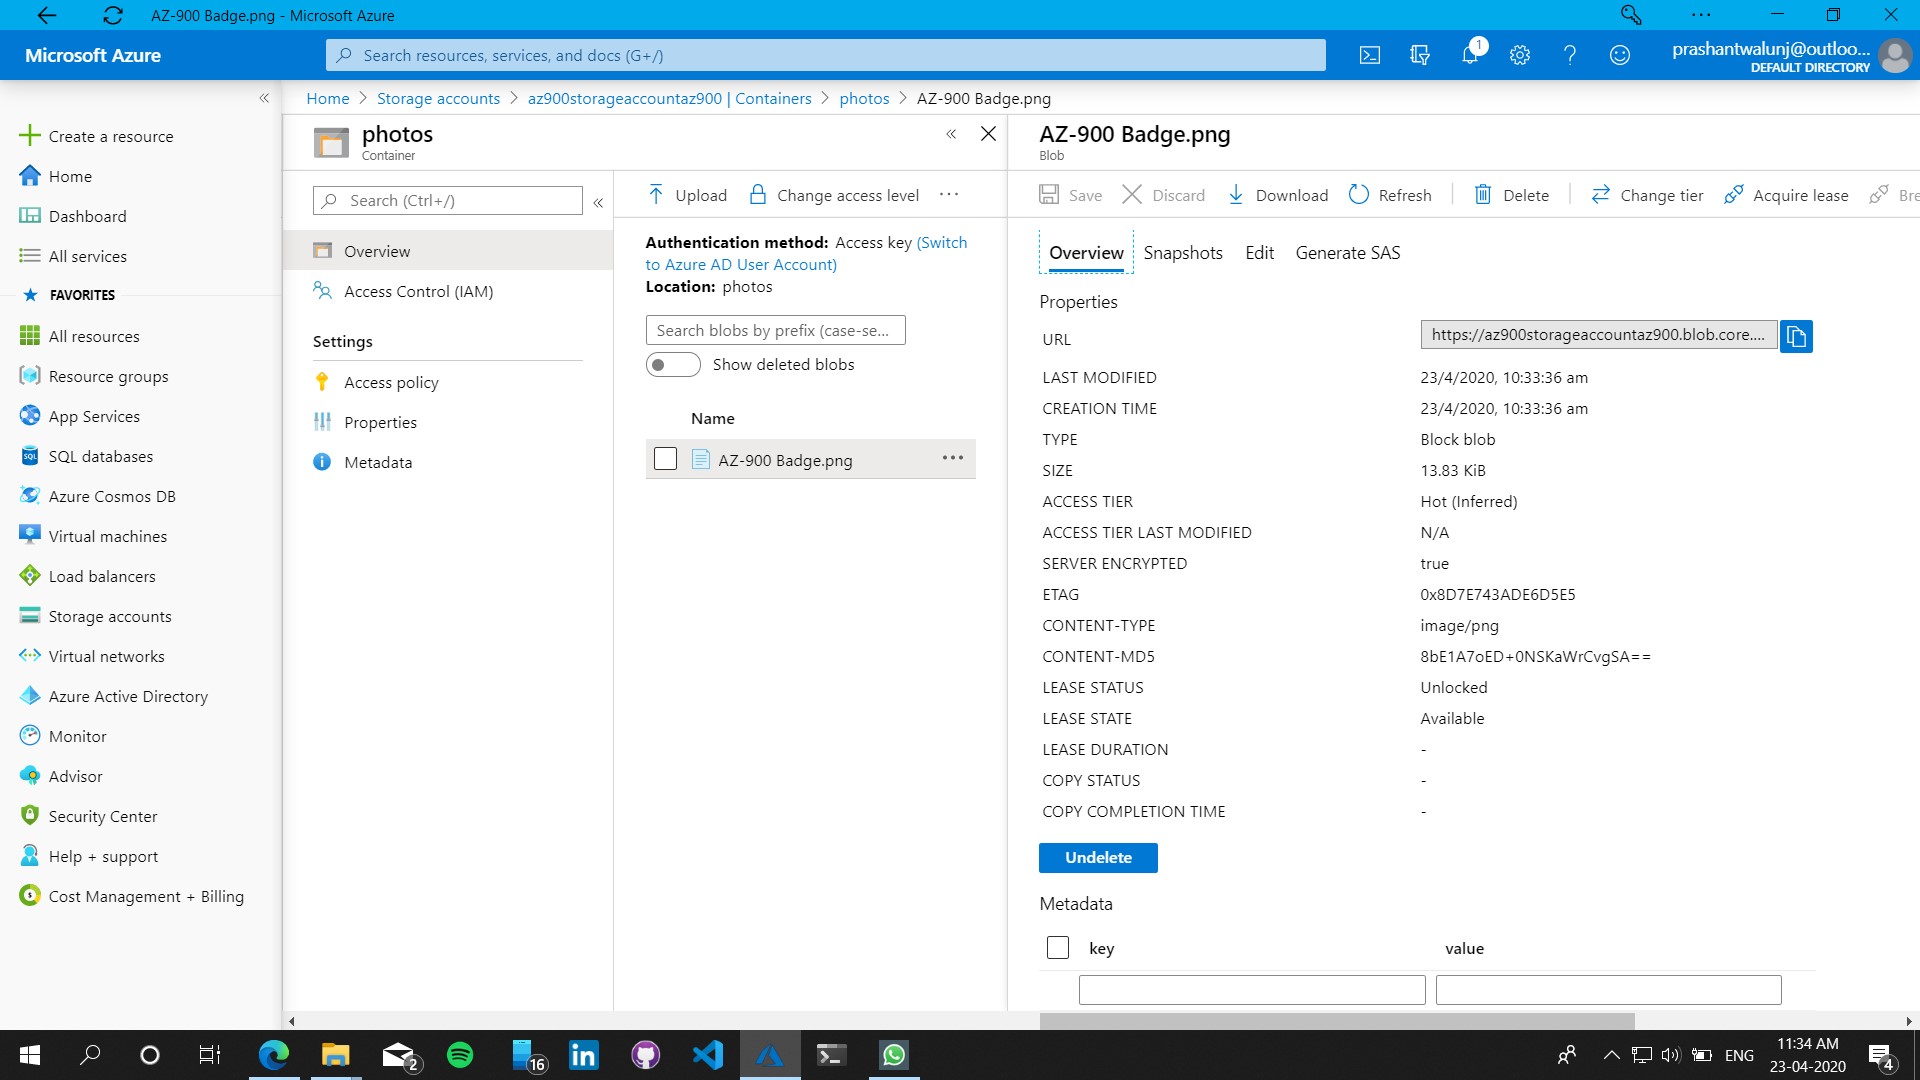 AZ-900 Badge.png - Microsoft Azure
Microsoft Azure
Search resources, services, and docs (G+/)
1
prashantwalunj@outloo...
DEFAULT DIRECTORY
Home > Storage accounts > az900storageaccountaz900 | Containers > photos > AZ-900 Badge.png
Create a resource
Home
Dashboard
All services
FAVORITES
All resources
Resource groups
App Services
SQL databases
Azure Cosmos DB
Virtual machines
Load balancers
Storage accounts
Virtual networks
Azure Active Directory
Monitor
Advisor
Security Center
Help + support
Cost Management + Billing
photos
Container
Search (Ctrl+/)
Overview
Access Control (IAM)
Settings
Access policy
Properties
Metadata
Upload
Change access level
Authentication method: Access key (Switch
to Azure AD User Account)
Location: photos
Search blobs by prefix (case-se...
Show deleted blobs
Name
AZ-900 Badge.png
AZ-900 Badge.png
Blob
Save
Discard
Download
Refresh
Delete
Change tier
Acquire lease
Bre
Overview
Snapshots
Edit
Generate SAS
Properties
URL https://az900storageaccountaz900.blob.core....
LAST MODIFIED 23/4/2020, 10:33:36 am
CREATION TIME 23/4/2020, 10:33:36 am
TYPE Block blob
SIZE 13.83 KiB
ACCESS TIER Hot (Inferred)
ACCESS TIER LAST MODIFIED N/A
SERVER ENCRYPTED true
ETAG 0x8D7E743ADE6D5E5
CONTENT-TYPE image/png
CONTENT-MD5 8bE1A7oED+0NSKaWrCvgSA==
LEASE STATUS Unlocked
LEASE STATE Available
LEASE DURATION -
COPY STATUS -
COPY COMPLETION TIME -
Undelete
Metadata
key value
2
16
ENG
11:34 AM
23-04-2020
4